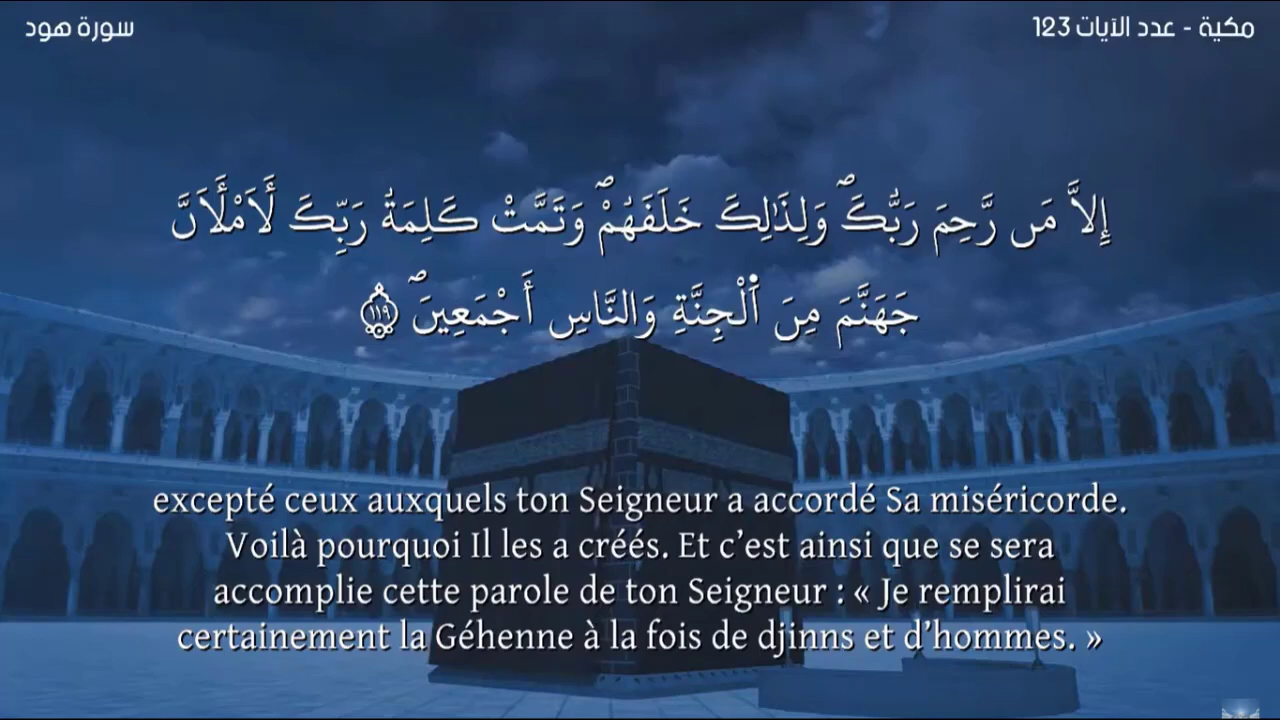 سورة هود
مكية - عدد الآيات 123
إِلاَّ مَن رَّحِمَ رَبُّكَۖ وَلِذَٰلِكَ خَلَقَهُمْۖ وَتَمَّتْ كَلِمَةُ رَبِّكَ لَأَمْلَأَنَّ
جَهَنَّمَ مِنَ ٱلْجِنَّةِ وَالنَّاسِ أَجْمَعِينَۖ ١١٩
excepté ceux auxquels ton Seigneur a accordé Sa miséricorde.
Voilà pourquoi Il les a créés. Et c’est ainsi que se sera
accomplie cette parole de ton Seigneur : « Je remplirai
certainement la Géhenne à la fois de djinns et d’hommes. »